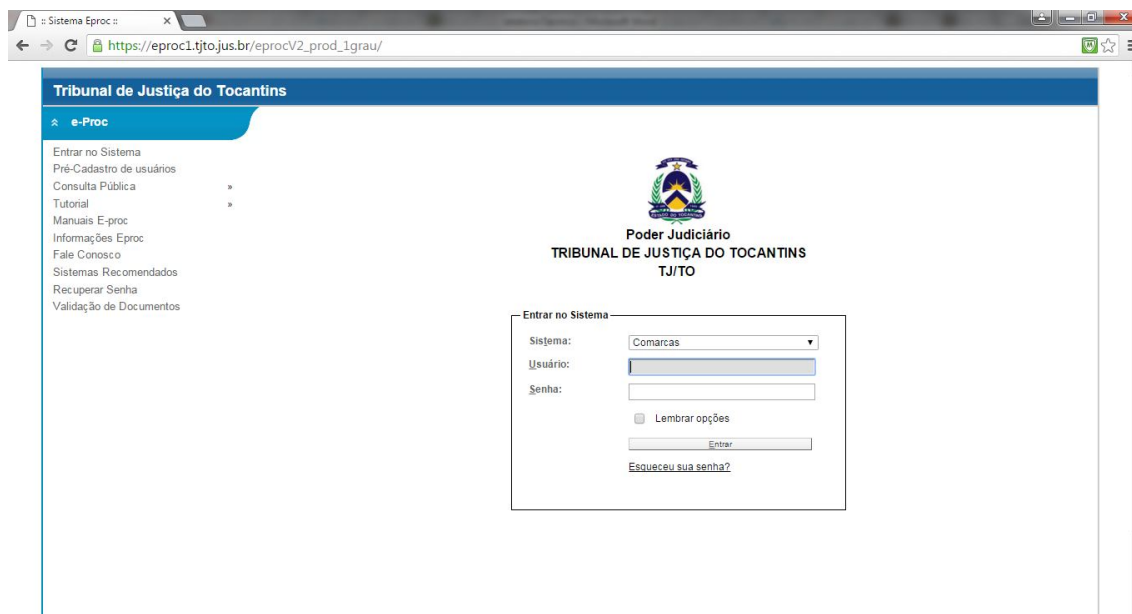 :: Sistema Eproc ::
https://eproc1.tjto.jus.br/eprocV2_prod_1grau/
Tribunal de Justiça do Tocantins
e-Proc
Entrar no Sistema
Pré-Cadastro de usuários
Consulta Pública »
Tutorial »
Manuais E-proc
Informações Eproc
Fale Conosco
Sistemas Recomendados
Recuperar Senha
Validação de Documentos
Poder Judiciário
TRIBUNAL DE JUSTIÇA DO TOCANTINS
TJ/TO
Entrar no Sistema
Sistema: Comarcas
Usuário:
Senha:
Lembrar opções
Entrar
Esqueceu sua senha?